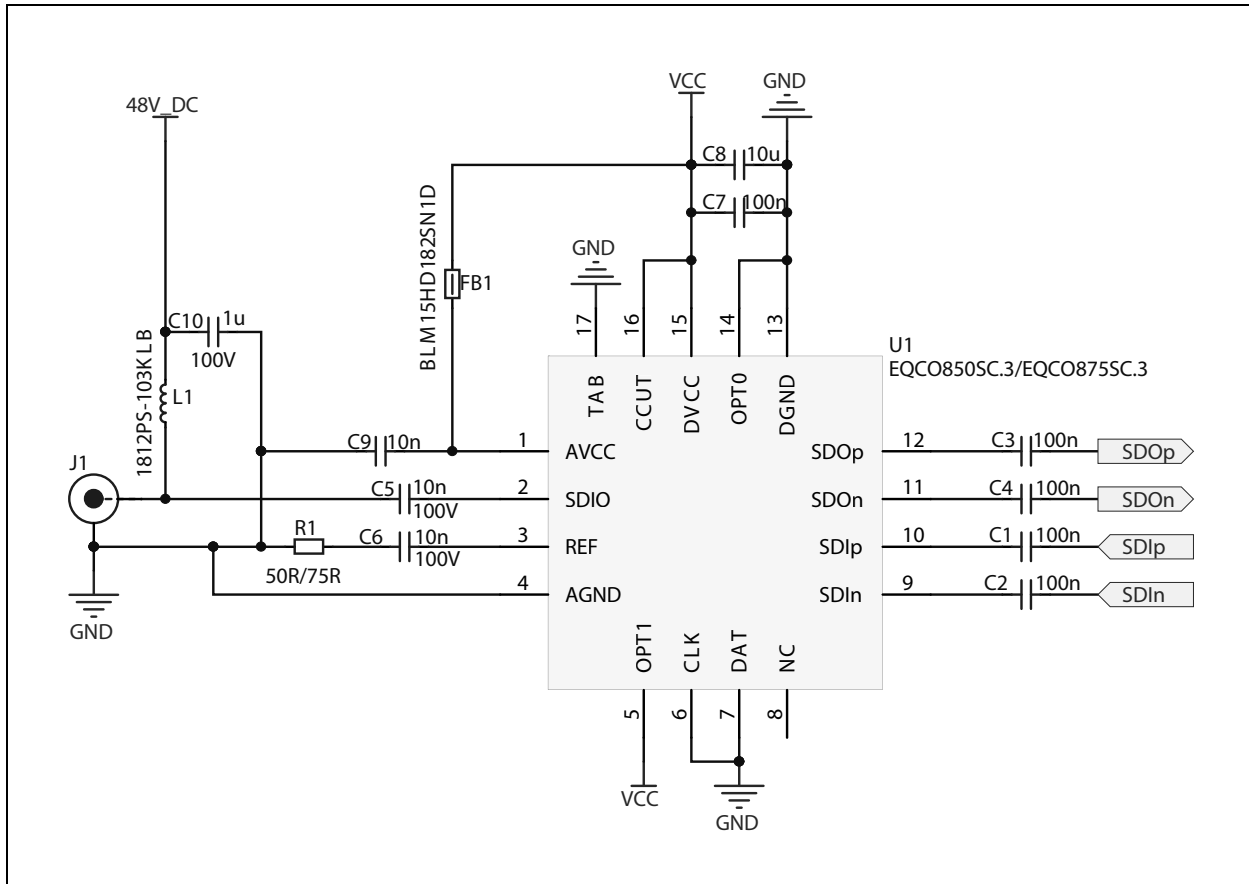 VCC
GND
48V_DC
C8
10u
C7
100n
BLM15HD182SN1D
FB1
GND
17
16
15
14
13
U1
EQCO850SC.3/EQCO875SC.3
C10
1u
100V
1812PS-103KLB
L1
TAB
CCUT
DVCC
OPT0
DGND
J1
C9
10n
1
AVCC
SDOp
12
C3
100n
SDOp
C5
10n
100V
2
SDIO
SDOn
11
C4
100n
SDOn
R1
50R/75R
C6
10n
100V
3
REF
SDIp
10
C1
100n
SDIp
4
AGND
SDIn
9
C2
100n
SDIn
GND
OPT1
CLK
DAT
NC
5
6
7
8
VCC
GND